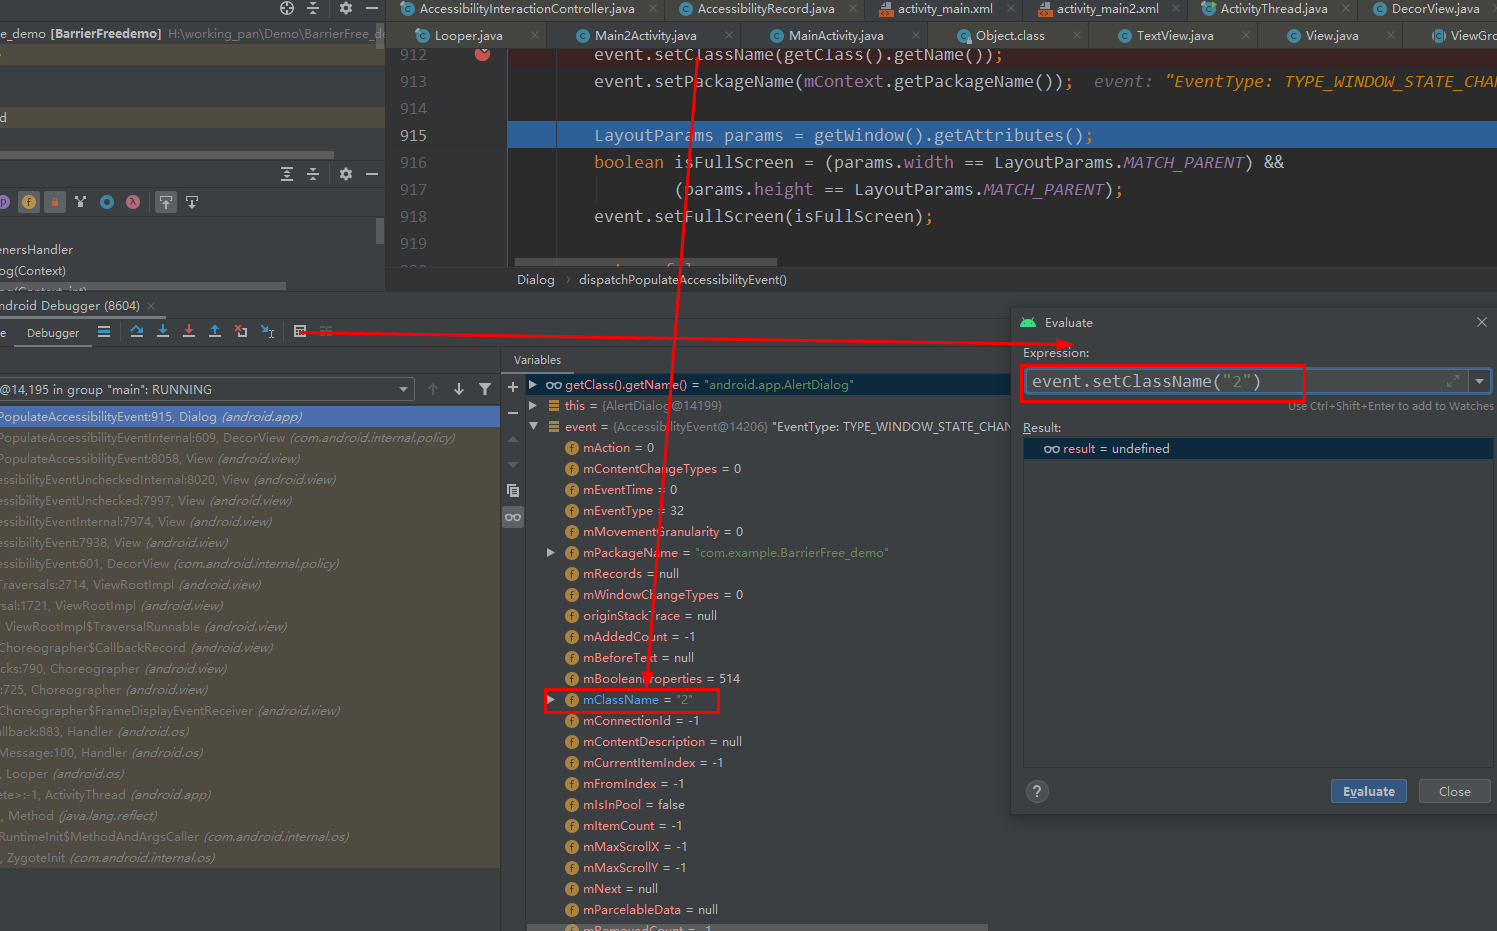 AccessibilityInteractionController.java
AccessibilityRecord.java
activity_main.xml
activity_main2.xml
ActivityThread.java
DecorView.java
e_demo [BarrierFreedemo] H:\working_pan\Demo\BarrierFree_de
Looper.java
Main2Activity.java
MainActivity.java
Object.class
TextView.java
View.java
ViewGro
912 event.setClassName(getClass().getName());
913 event.setPackageName(mContext.getPackageName()); event: "EventType: TYPE_WINDOW_STATE_CHAN
914
915 LayoutParams params = getWindow().getAttributes();
916 boolean isFullScreen = (params.width == LayoutParams.MATCH_PARENT) &&
917 (params.height == LayoutParams.MATCH_PARENT);
918 event.setFullScreen(isFullScreen);
919
d
enersHandler
og(Context)
og(Context, int)
Dialog › dispatchPopulateAccessibilityEvent()
ndroid Debugger (8604)
e Debugger
@14,195 in group "main": RUNNING
PopulateAccessibilityEvent:915, Dialog (android.app)
PopulateAccessibilityEventInternal:609, DecorView (com.android.internal.policy)
PopulateAccessibilityEvent:8058, View (android.view)
essibilityEventUncheckedInternal:8020, View (android.view)
essibilityEventUnchecked:7997, View (android.view)
essibilityEventInternal:7974, View (android.view)
essibilityEvent:7938, View (android.view)
essibilityEvent:601, DecorView (com.android.internal.policy)
Traversals:2714, ViewRootImpl (android.view)
rsal:1721, ViewRootImpl (android.view)
, ViewRootImpl$TraversalRunnable (android.view)
Choreographer$CallbackRecord (android.view)
cks:790, Choreographer (android.view)
:725, Choreographer (android.view)
Choreographer$FrameDisplayEventReceiver (android.view)
llback:883, Handler (android.os)
Message:100, Handler (android.os)
, Looper (android.os)
ete>:-1, ActivityThread (android.app)
, Method (java.lang.reflect)
RuntimeInit$MethodAndArgsCaller (com.android.internal.os)
, ZygoteInit (com.android.internal.os)
Variables
getClass().getName() = "android.app.AlertDialog"
this = {AlertDialog@14199}
event = {AccessibilityEvent@14206} "EventType: TYPE_WINDOW_STATE_CHAN
mAction = 0
mContentChangeTypes = 0
mEventTime = 0
mEventType = 32
mMovementGranularity = 0
mPackageName = "com.example.BarrierFree_demo"
mRecords = null
mWindowChangeTypes = 0
originStackTrace = null
mAddedCount = -1
mBeforeText = null
mBooleanProperties = 514
mClassName = "2"
mConnectionId = -1
mContentDescription = null
mCurrentItemIndex = -1
mFromIndex = -1
mIsInPool = false
mItemCount = -1
mMaxScrollX = -1
mMaxScrollY = -1
mNext = null
mParcelableData = null
mRemovedCount = -1
Evaluate
Expression:
event.setClassName("2")
Use Ctrl+Shift+Enter to add to Watches
Result:
result = undefined
?
Evaluate
Close